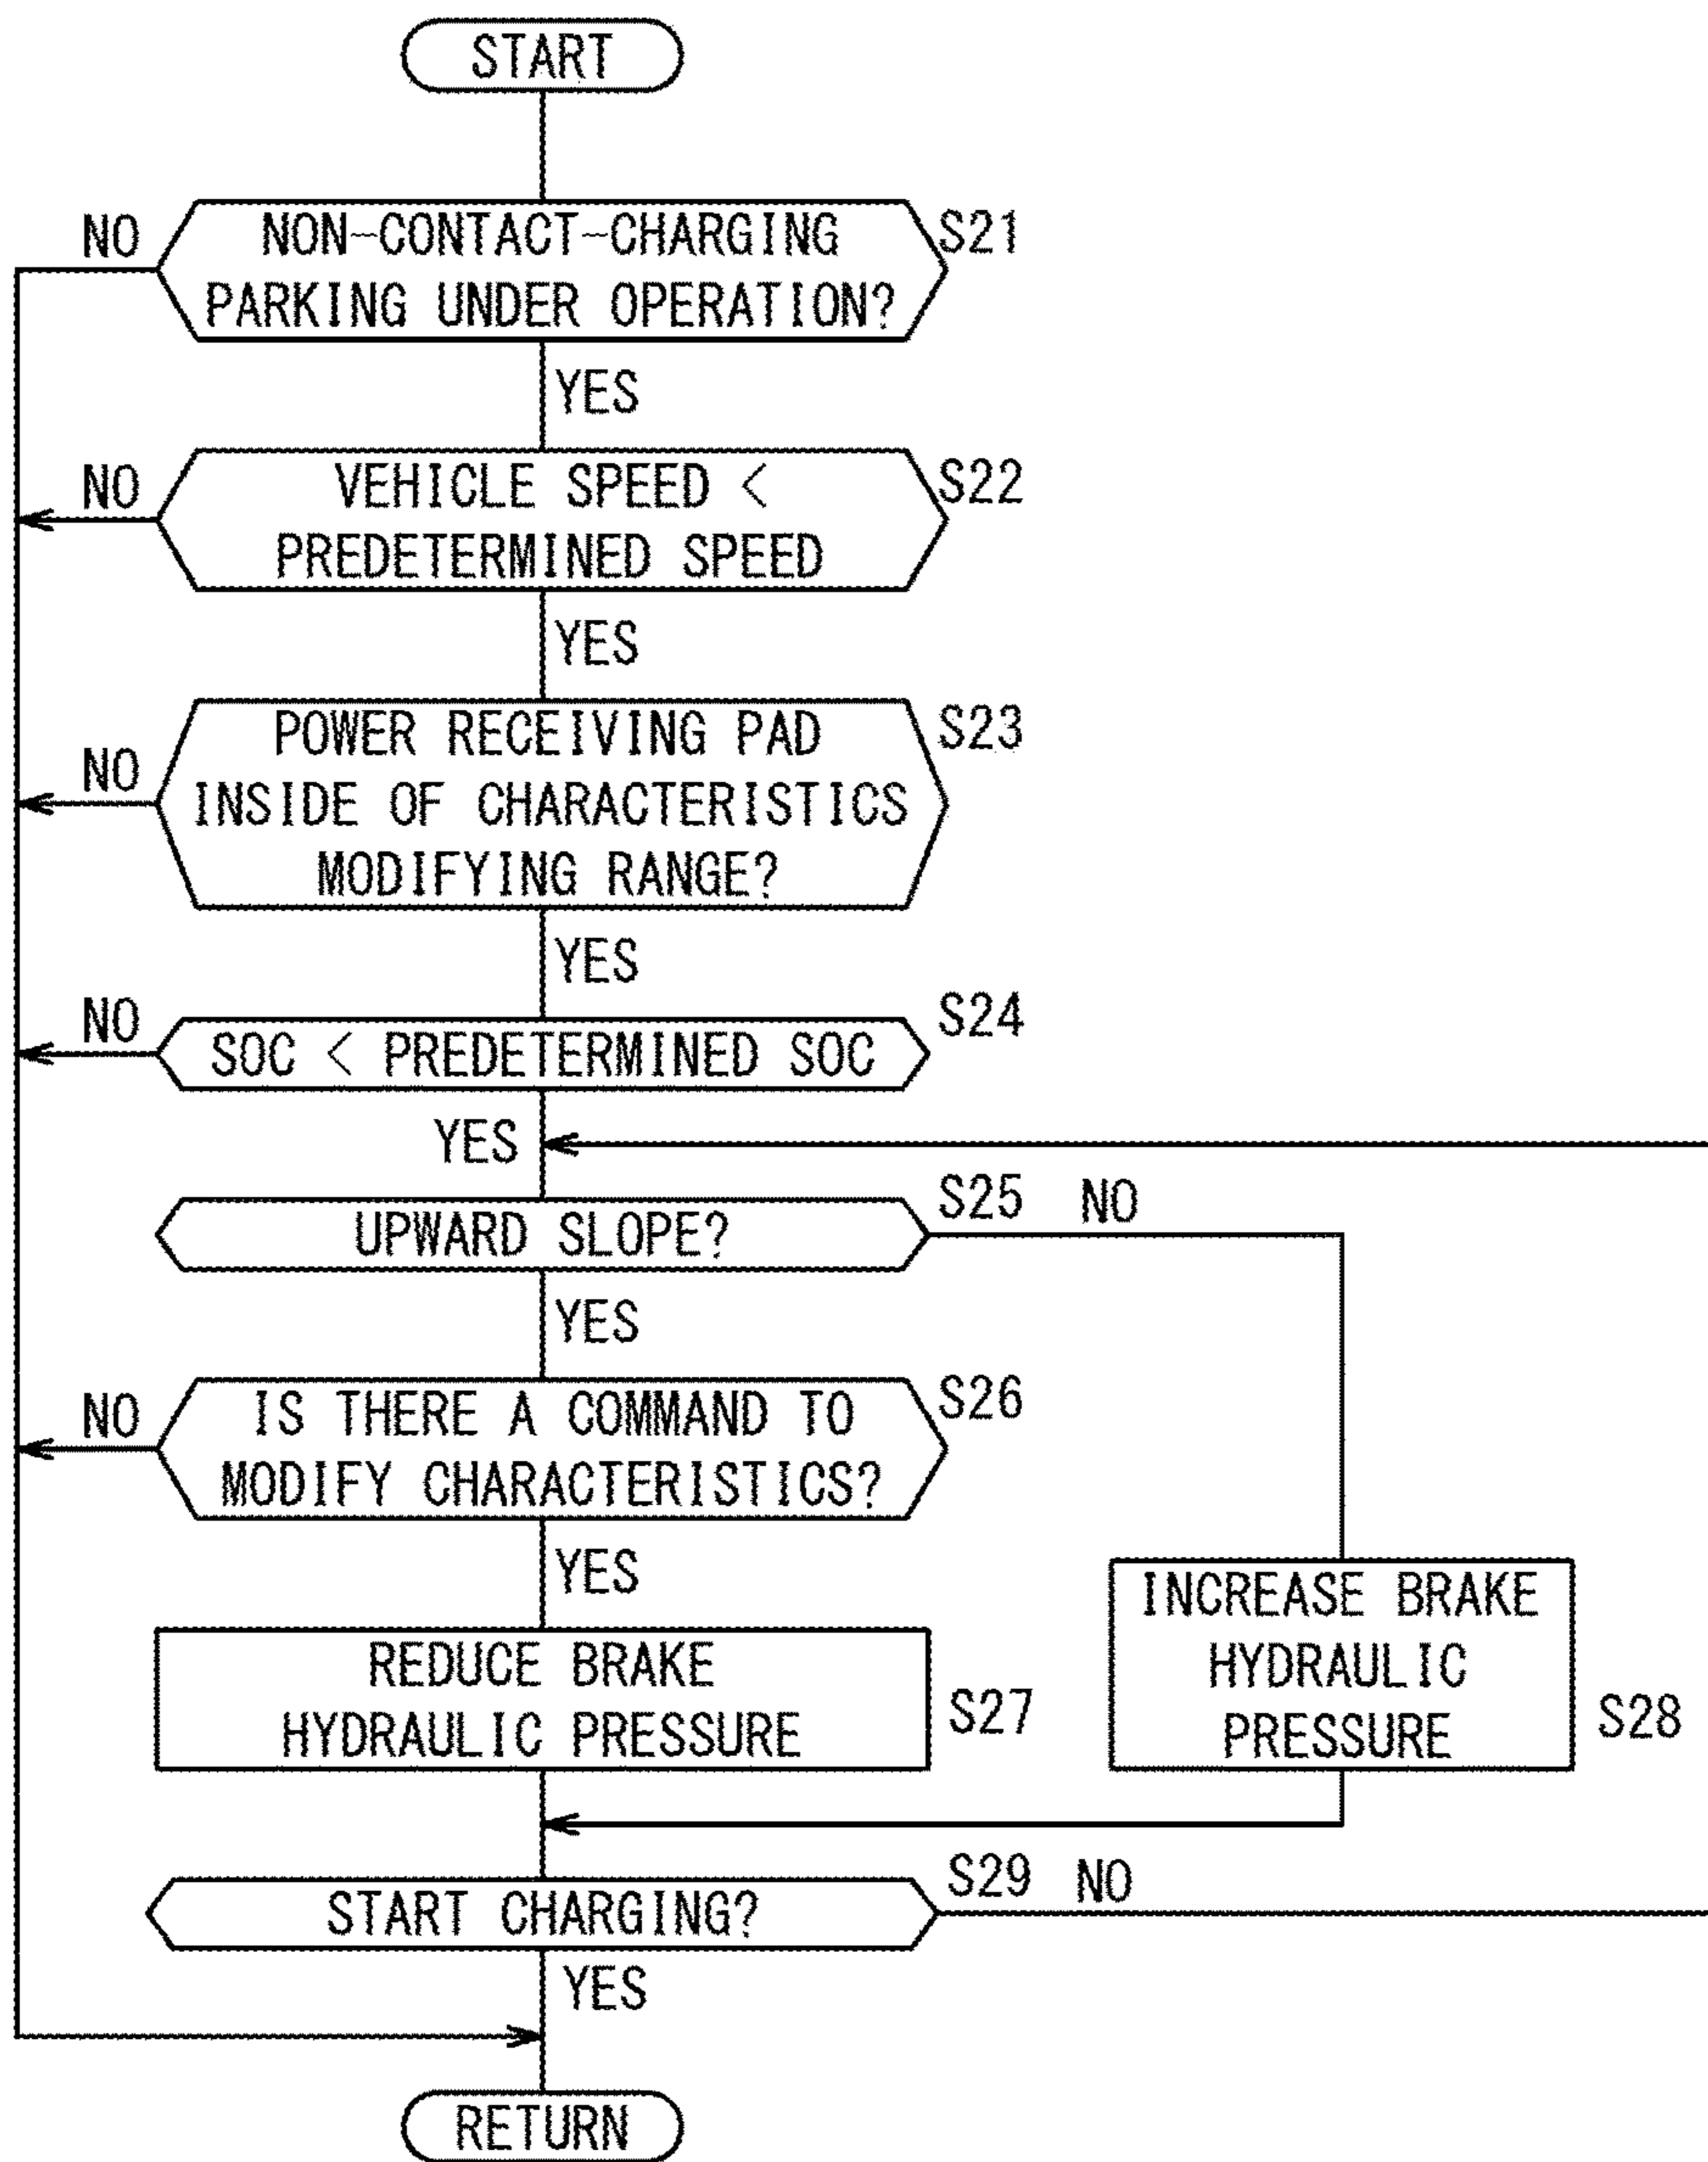 START
NO
NON-CONTACT-CHARGING
PARKING UNDER OPERATION?
S21
YES
NO
VEHICLE SPEED <
PREDETERMINED SPEED
S22
YES
NO
POWER RECEIVING PAD
INSIDE OF CHARACTERISTICS
MODIFYING RANGE?
S23
YES
NO
SOC < PREDETERMINED SOC
S24
YES
UPWARD SLOPE?
S25
NO
YES
NO
IS THERE A COMMAND TO
MODIFY CHARACTERISTICS?
S26
YES
REDUCE BRAKE
HYDRAULIC PRESSURE
S27
INCREASE BRAKE
HYDRAULIC
PRESSURE
S28
START CHARGING?
S29
NO
YES
RETURN